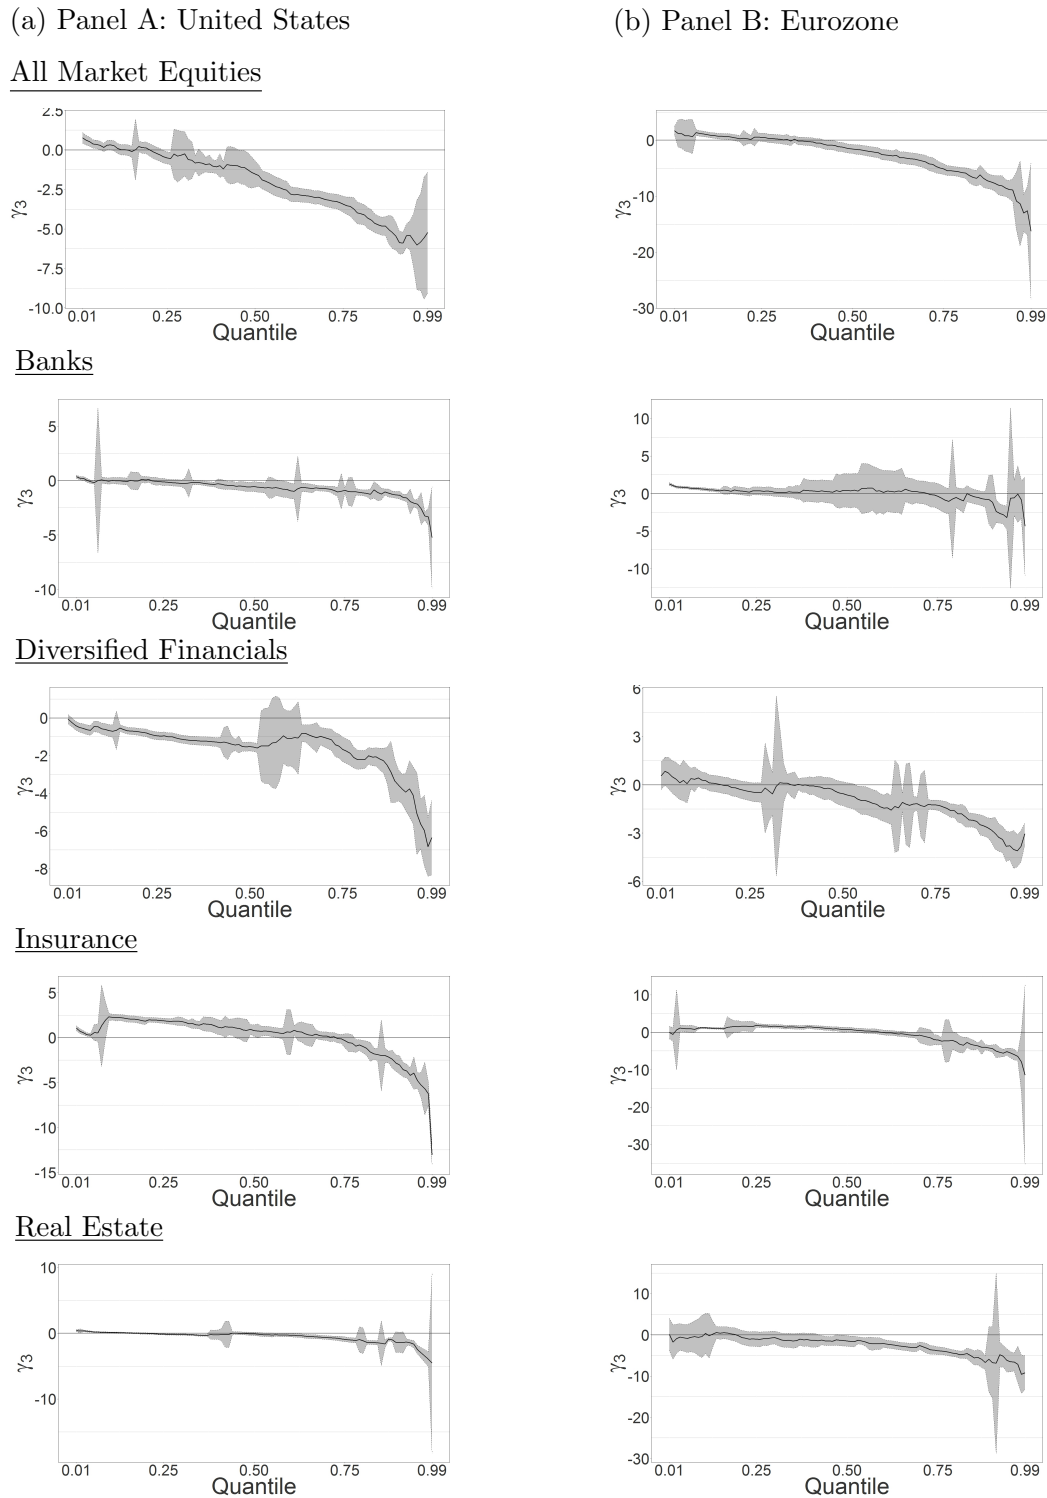 (a) Panel A: United States
(b) Panel B: Eurozone
All Market Equities
2.5
0.0
-2.5
-5.0
-7.5
-10.0
γ3
0.01 0.25 0.50 0.75 0.99
Quantile
0
-10
-20
-30
γ3
0.01 0.25 0.50 0.75 0.99
Quantile
Banks
5
0
-5
-10
γ3
0.01 0.25 0.50 0.75 0.99
Quantile
10
5
0
-5
-10
γ3
0.01 0.25 0.50 0.75 0.99
Quantile
Diversified Financials
0
-2
-4
-6
-8
γ3
0.01 0.25 0.50 0.75 0.99
Quantile
6
3
0
-3
-6
γ3
0.01 0.25 0.50 0.75 0.99
Quantile
Insurance
5
0
-5
-10
-15
γ3
0.01 0.25 0.50 0.75 0.99
Quantile
10
0
-10
-20
-30
γ3
0.01 0.25 0.50 0.75 0.99
Quantile
Real Estate
10
0
-10
γ3
0.01 0.25 0.50 0.75 0.99
Quantile
10
0
-10
-20
-30
γ3
0.01 0.25 0.50 0.75 0.99
Quantile